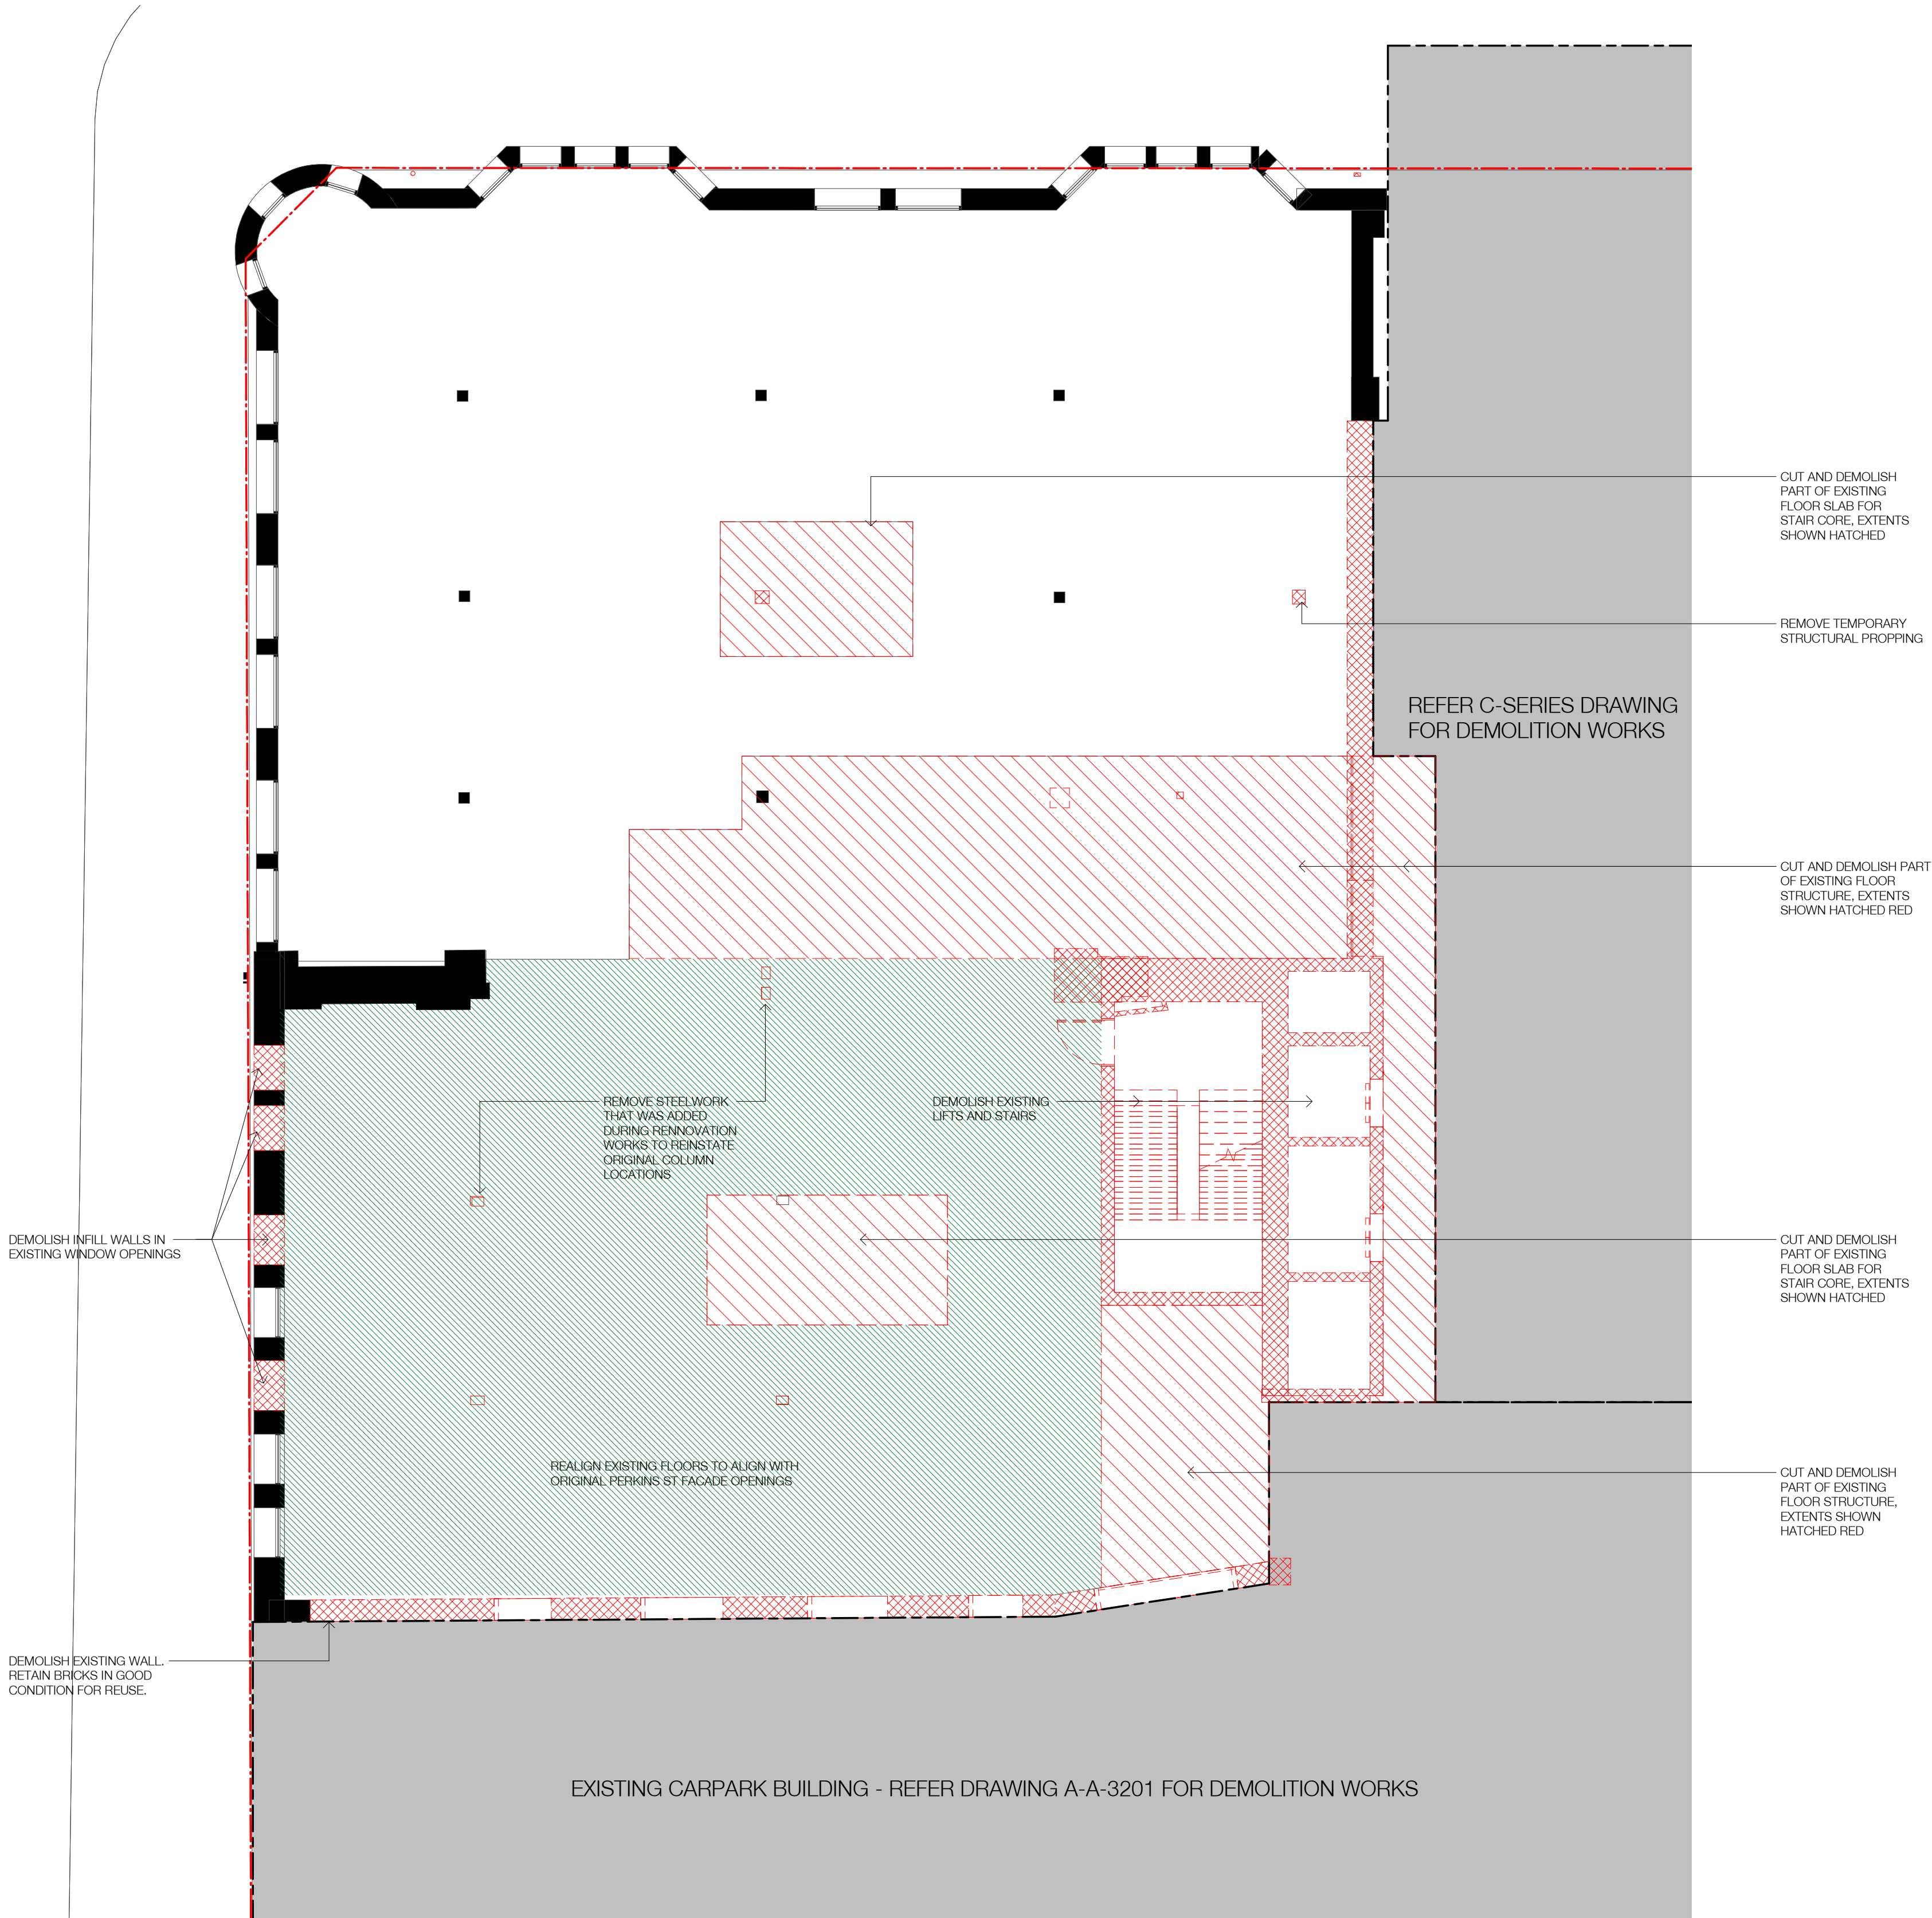 CUT AND DEMOLISH
PART OF EXISTING
FLOOR SLAB FOR
STAIR CORE, EXTENTS
SHOWN HATCHED
REMOVE TEMPORARY
STRUCTURAL PROPPING
REFER C-SERIES DRAWING
FOR DEMOLITION WORKS
CUT AND DEMOLISH PART
OF EXISTING FLOOR
STRUCTURE, EXTENTS
SHOWN HATCHED RED
REMOVE STEELWORK
THAT WAS ADDED
DURING RENNOVATION
WORKS TO REINSTATE
ORIGINAL COLUMN
LOCATIONS
DEMOLISH EXISTING
LIFTS AND STAIRS
DEMOLISH INFILL WALLS IN
EXISTING WINDOW OPENINGS
CUT AND DEMOLISH
PART OF EXISTING
FLOOR SLAB FOR
STAIR CORE, EXTENTS
SHOWN HATCHED
REALIGN EXISTING FLOORS TO ALIGN WITH
ORIGINAL PERKINS ST FACADE OPENINGS
CUT AND DEMOLISH
PART OF EXISTING
FLOOR STRUCTURE,
EXTENTS SHOWN
HATCHED RED
DEMOLISH EXISTING WALL.
RETAIN BRICKS IN GOOD
CONDITION FOR REUSE.
EXISTING CARPARK BUILDING - REFER DRAWING A-A-3201 FOR DEMOLITION WORKS